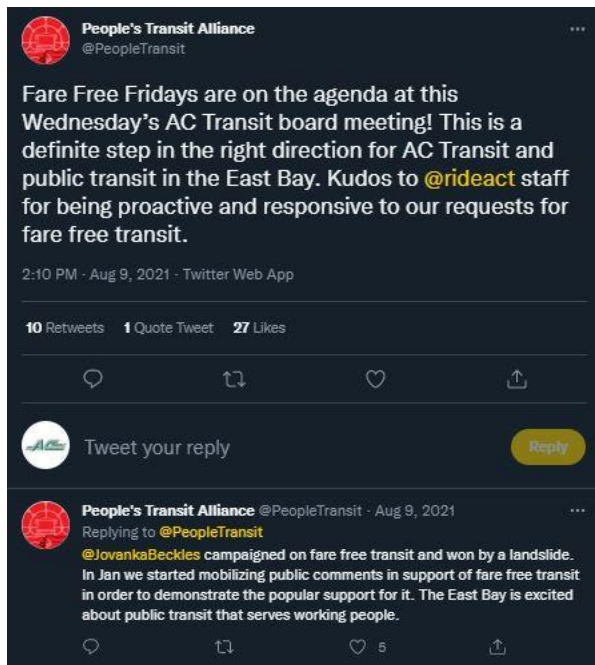 People's Transit Alliance
@PeopleTransit
Fare Free Fridays are on the agenda at this
Wednesday's AC Transit board meeting! This is a
definite step in the right direction for AC Transit and
public transit in the East Bay. Kudos to @rideact staff
for being proactive and responsive to our requests for
fare free transit.
2:10 PM · Aug 9, 2021 · Twitter Web App
10 Retweets 1 Quote Tweet 27 Likes
Tweet your reply
Reply
People's Transit Alliance @PeopleTransit · Aug 9, 2021
Replying to @PeopleTransit
@JovankaBeckles campaigned on fare free transit and won by a landslide.
In Jan we started mobilizing public comments in support of fare free transit
in order to demonstrate the popular support for it. The East Bay is excited
about public transit that serves working people.
5